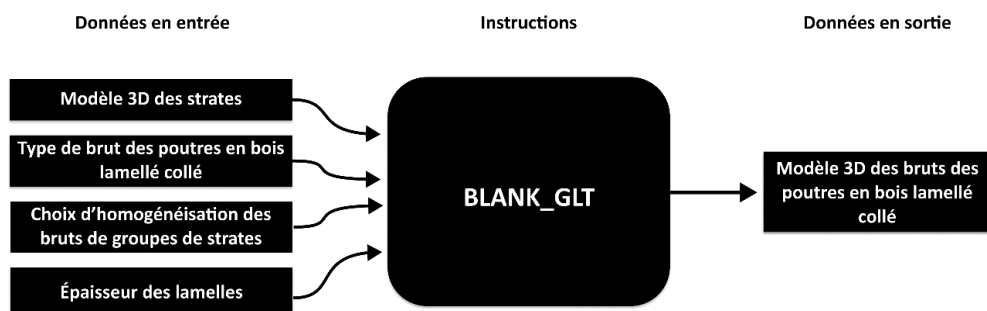 Données en entrée
Instructions
Données en sortie
Modèle 3D des strates
Type de brut des poutres en bois
lamellé collé
Choix d'homogénéisation des
bruts de groupes de strates
Épaisseur des lamelles
BLANK_GLT
Modèle 3D des bruts des
poutres en bois lamellé
collé